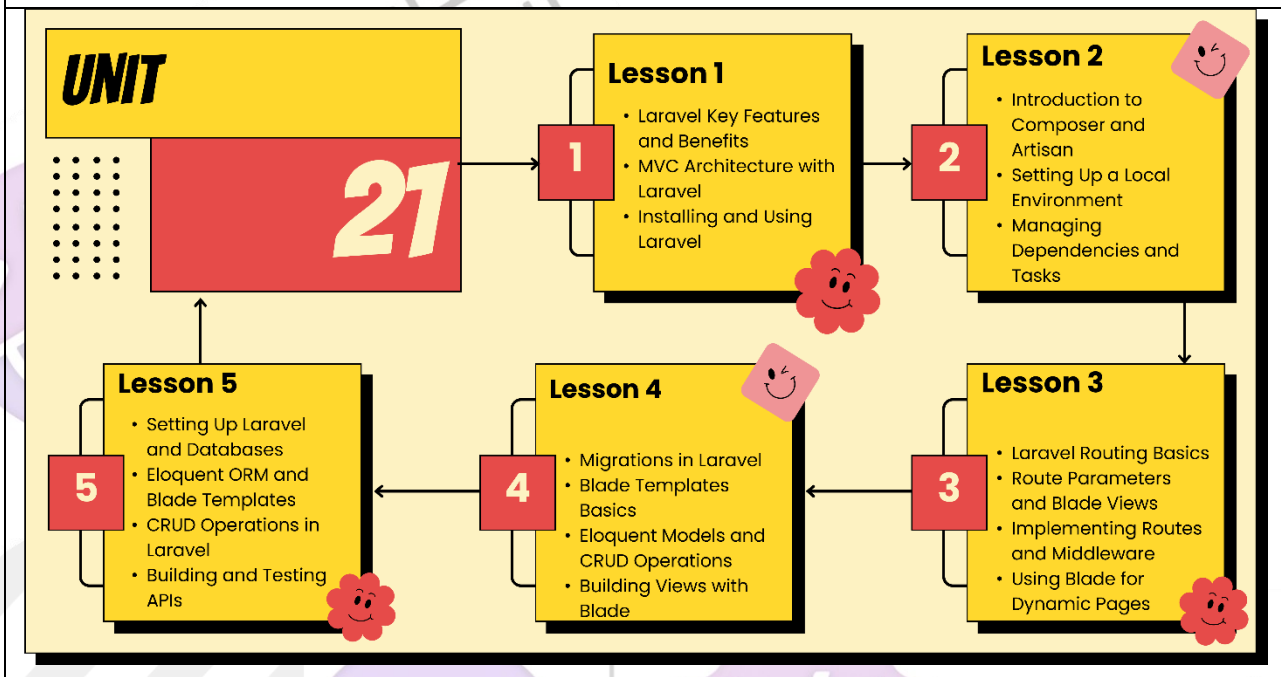 UNIT
21
Lesson 1
1
• Laravel Key Features
and Benefits
• MVC Architecture with
Laravel
• Installing and Using
Laravel
Lesson 2
2
• Introduction to
Composer and
Artisan
• Setting Up a Local
Environment
• Managing
Dependencies and
Tasks
Lesson 3
3
• Laravel Routing Basics
• Route Parameters
and Blade Views
• Implementing Routes
and Middleware
• Using Blade for
Dynamic Pages
Lesson 4
4
• Migrations in Laravel
• Blade Templates
Basics
• Eloquent Models and
CRUD Operations
• Building Views with
Blade
Lesson 5
5
• Setting Up Laravel
and Databases
• Eloquent ORM and
Blade Templates
• CRUD Operations in
Laravel
• Building and Testing
APIs